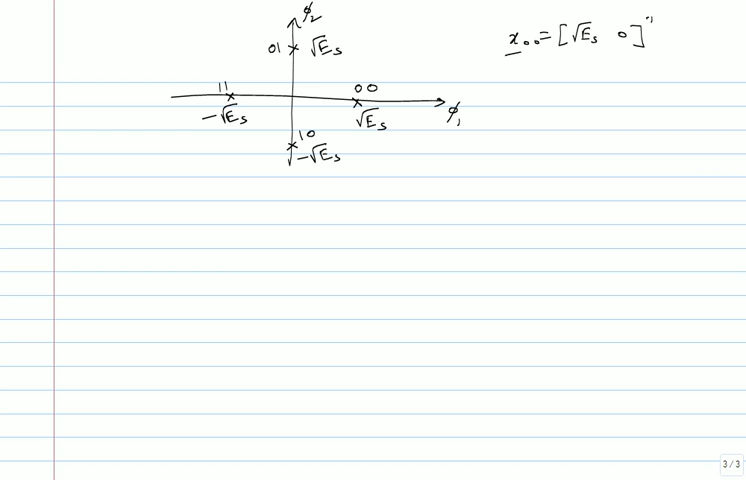 ϕ₂
01 √Es
x₀₀ = [√Es 0]
11 00
-√Es √Es ϕ₁
10
-√Es
3/3